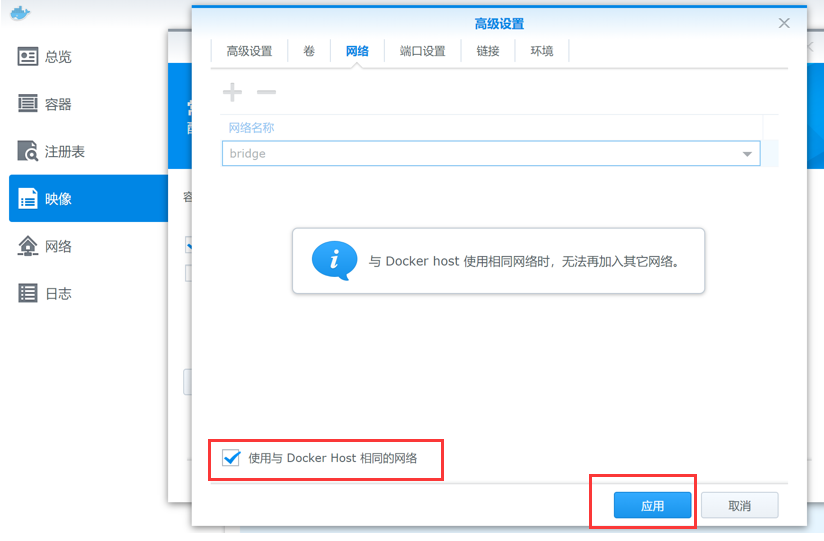 总览
容器
注册表
映像
网络
日志
高级设置
高级设置 卷 网络 端口设置 链接 环境
网络名称
bridge
与 Docker host 使用相同网络时，无法再加入其它网络。
使用与 Docker Host 相同的网络
应用 取消